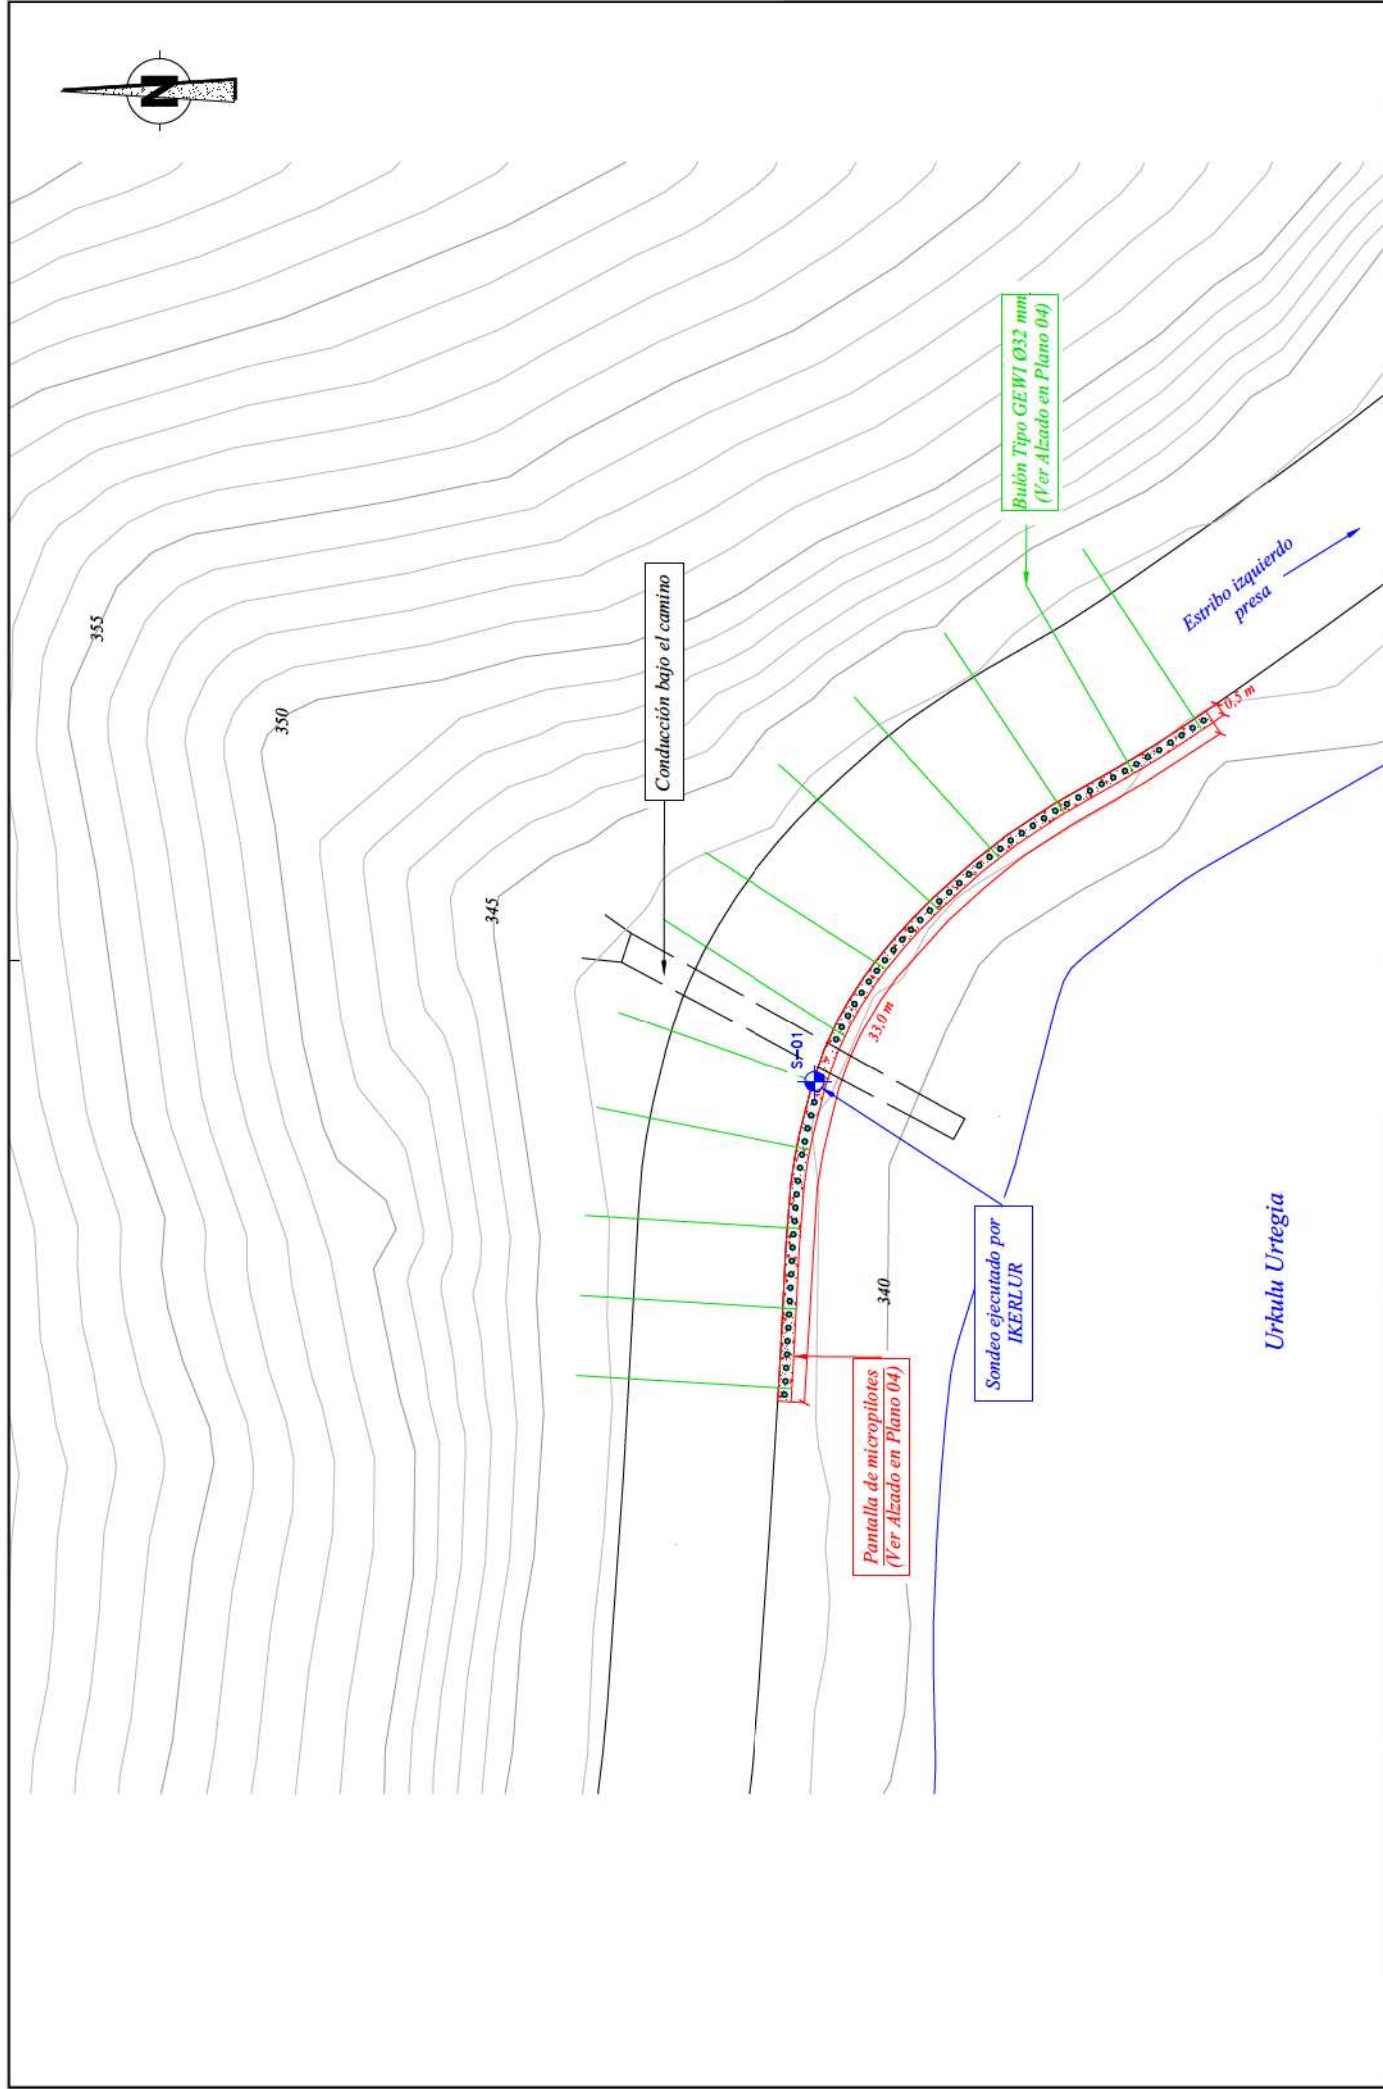 N
355
350
345
340
Conducción bajo el camino
Bulón Tipo GEWI Ø32 mm
(Ver Alzado en Plano 04)
Estribo izquierdo
presa
0,5 m
33,0 m
S-01
Sondeo ejecutado por
IKERLUR
Pantalla de micropilotes
(Ver Alzado en Plano 04)
Urkulu Urtegia